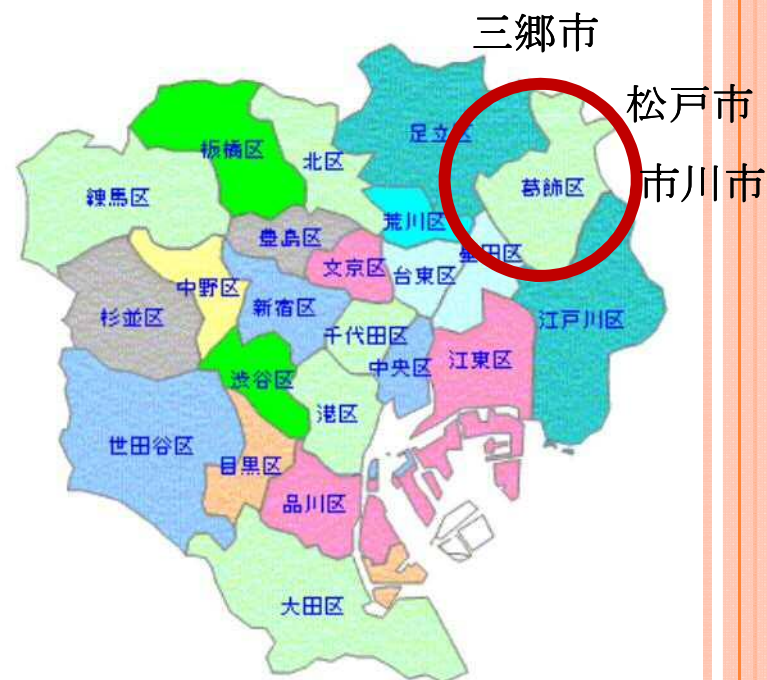 三郷市
松戸市
足立区
板橋区
北区
市川市
葛飾区
練馬区
荒川区
豊島区
墨田区
文京区
台東区
中野区
新宿区
杉並区
江戸川区
千代田区
中央区
江東区
渋谷区
港区
世田谷区
目黒区
品川区
大田区